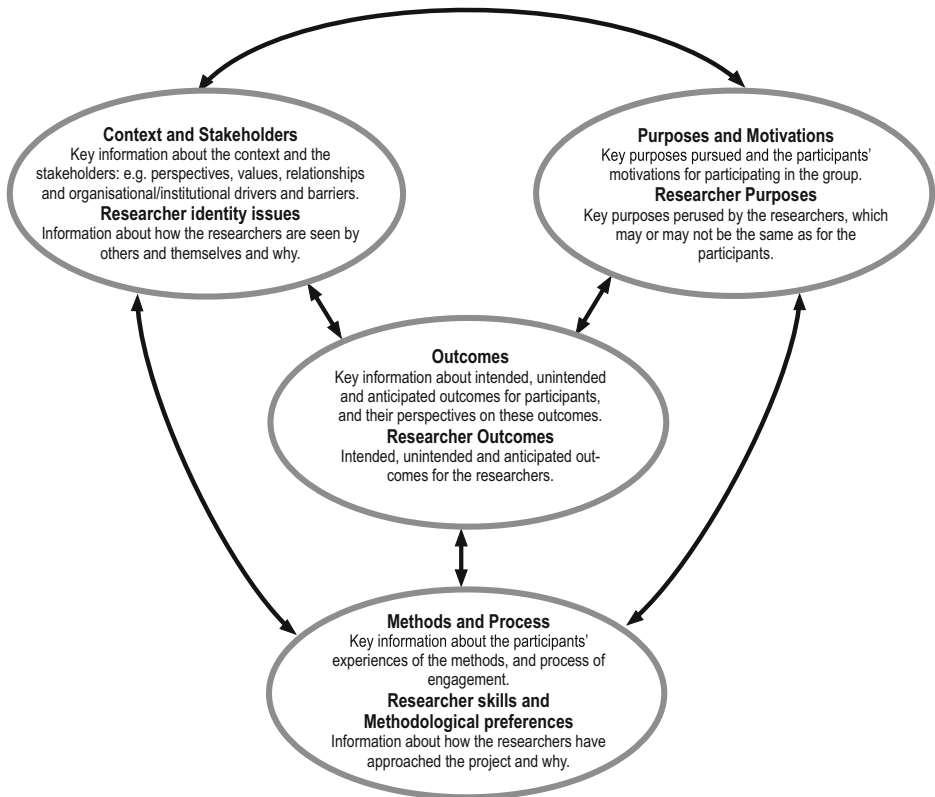 Context and Stakeholders
Key information about the context and the
stakeholders: e.g. perspectives, values, relationships
and organisational/institutional drivers and barriers.
Researcher identity issues
Information about how the researchers are seen by
others and themselves and why.
Purposes and Motivations
Key purposes pursued and the participants’
motivations for participating in the group.
Researcher Purposes
Key purposes perused by the researchers, which
may or may not be the same as for the
participants.
Outcomes
Key information about intended, unintended
and anticipated outcomes for participants,
and their perspectives on these outcomes.
Researcher Outcomes
Intended, unintended and anticipated out-
comes for the researchers.
Methods and Process
Key information about the participants’
experiences of the methods, and process of
engagement.
Researcher skills and
Methodological preferences
Information about how the researchers have
approached the project and why.